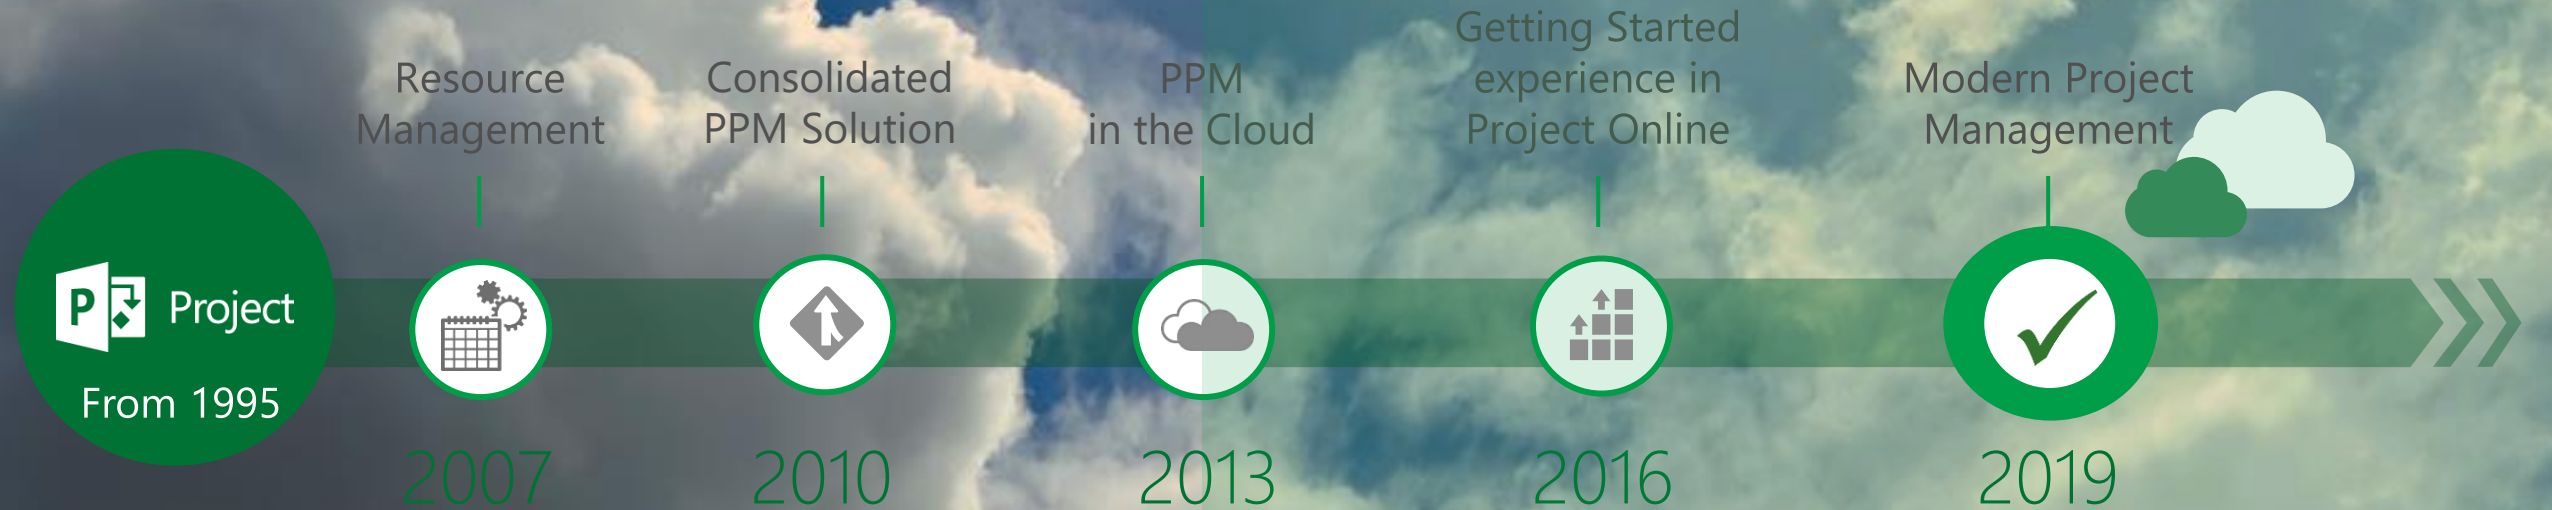 P
Project
From 1995
Resource
Management
2007
Consolidated
PPM Solution
2010
PPM
in the Cloud
2013
Getting Started
experience in
Project Online
2016
Modern Project
Management
2019